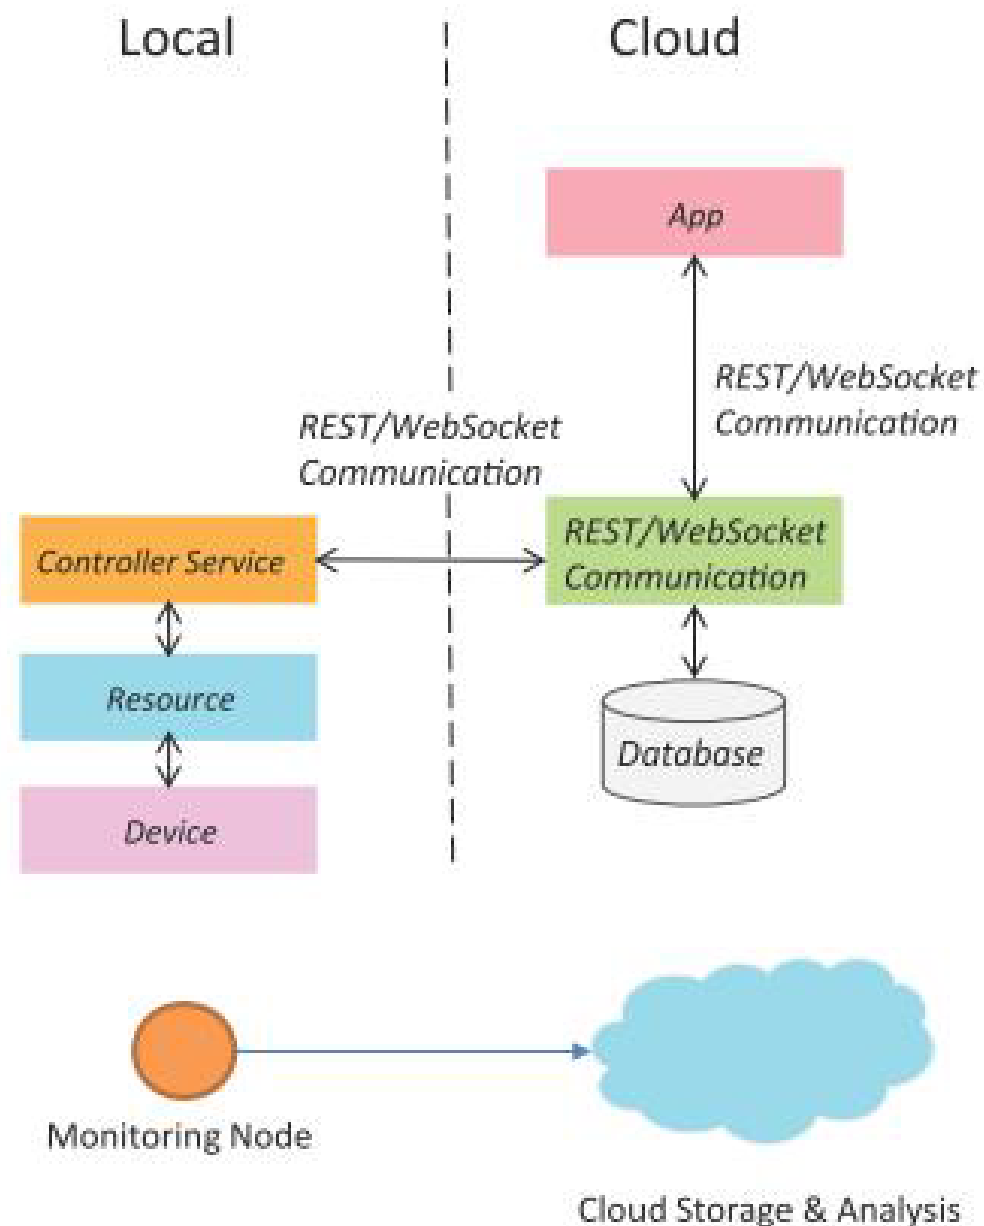 Local
Cloud
App
REST/WebSocket
Communication
REST/WebSocket
Communication
Controller Service
REST/WebSocket
Communication
Resource
Database
Device
Monitoring Node
Cloud Storage & Analysis